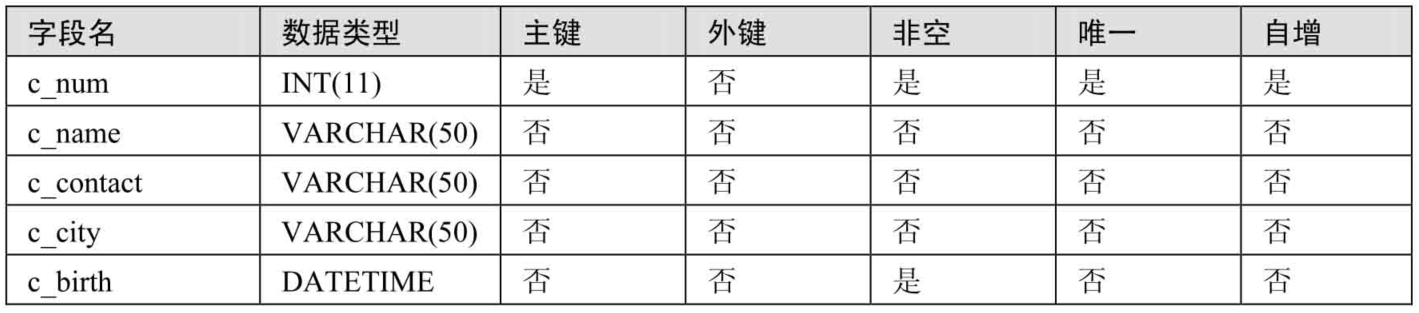 字段名 数据类型 主键 外键 非空 唯一 自增
c_num INT(11) 是 否 是 是 是
c_name VARCHAR(50) 否 否 否 否 否
c_contact VARCHAR(50) 否 否 否 否 否
c_city VARCHAR(50) 否 否 否 否 否
c_birth DATETIME 否 否 是 否 否